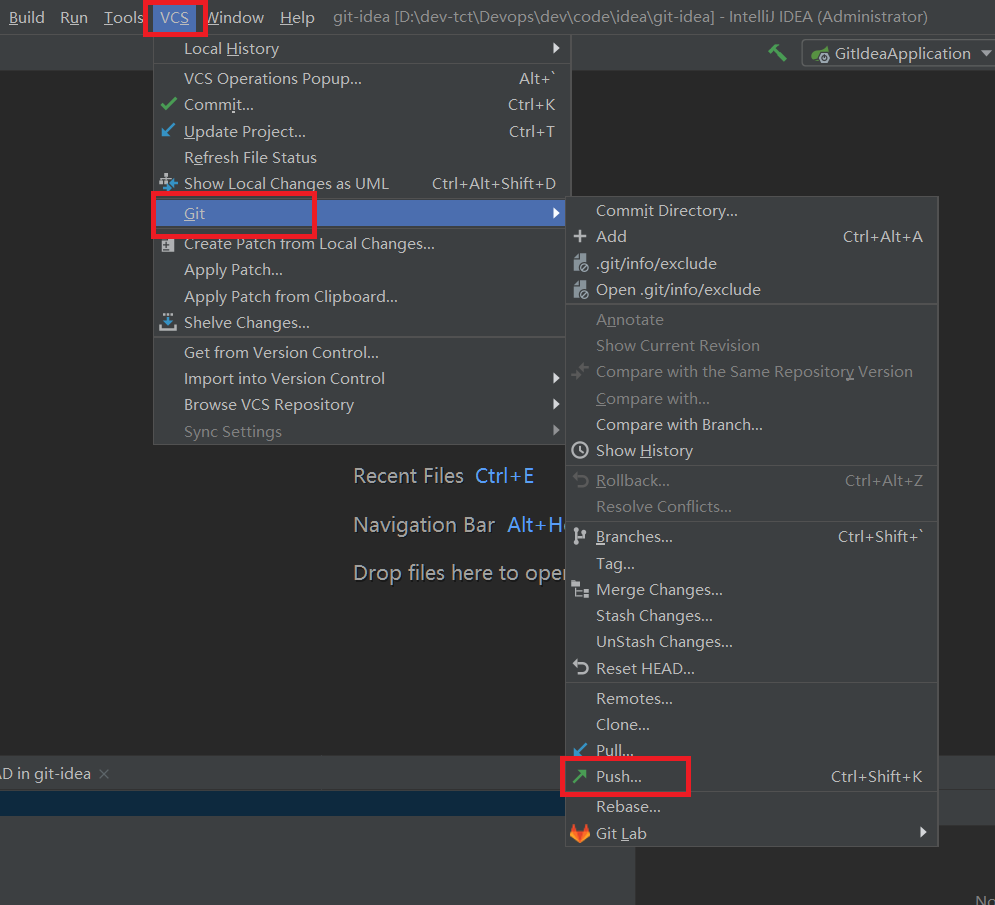 Build Run Tools VCS Window Help git-idea [D:\dev-tct\Devops\dev\code\idea\git-idea] - IntelliJ IDEA (Administrator)
GitIdeaApplication
Local History
VCS Operations Popup... Alt+`
Commit... Ctrl+K
Update Project... Ctrl+T
Refresh File Status
Show Local Changes as UML Ctrl+Alt+Shift+D
Git
Create Patch from Local Changes...
Apply Patch...
Apply Patch from Clipboard...
Shelve Changes...
Get from Version Control...
Import into Version Control
Browse VCS Repository
Sync Settings
Commit Directory...
Add Ctrl+Alt+A
.git/info/exclude
Open .git/info/exclude
Annotate
Show Current Revision
Compare with the Same Repository Version
Compare with...
Compare with Branch...
Show History
Rollback... Ctrl+Alt+Z
Resolve Conflicts...
Branches... Ctrl+Shift+`
Tag...
Merge Changes...
Stash Changes...
UnStash Changes...
Reset HEAD...
Remotes...
Clone...
Pull...
Push... Ctrl+Shift+K
Rebase...
Git Lab
Recent Files Ctrl+E
Navigation Bar Alt+H
Drop files here to open
D in git-idea
No